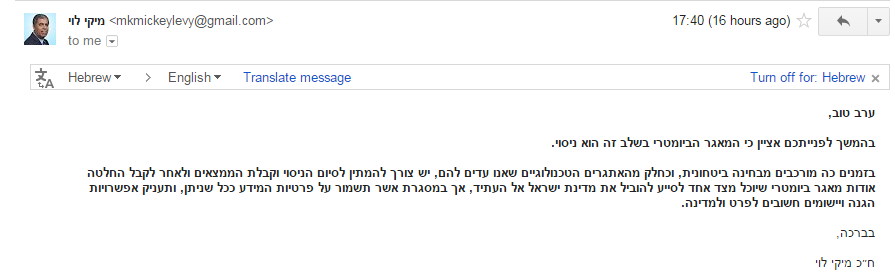 מיקי לוי <mkmickeylevy@gmail.com> 17:40 (16 hours ago)
to me
Hebrew > English Translate message Turn off for: Hebrew ×
ערב טוב,
בהמשך לפנייתכם אציין כי המאגר הביומטרי בשלב זה הוא ניסוי.
בזמנים כה מורכבים מבחינה ביטחונית, וכחלק מהאתגרים הטכנולוגיים שאנו עדים להם, יש צורך להמתין לסיום הניסוי וקבלת הממצאים ולאחר לקבל החלטה
אודות מאגר ביומטרי שיוכל מצד אחד לסייע להוביל את מדינת ישראל אל העתיד, אך במסגרת אשר תשמור על פרטיות המידע ככל שניתן, ותעניק אפשרויות
הגנה ויישומים חשובים לפרט ולמדינה.
בברכה,
ח"כ מיקי לוי